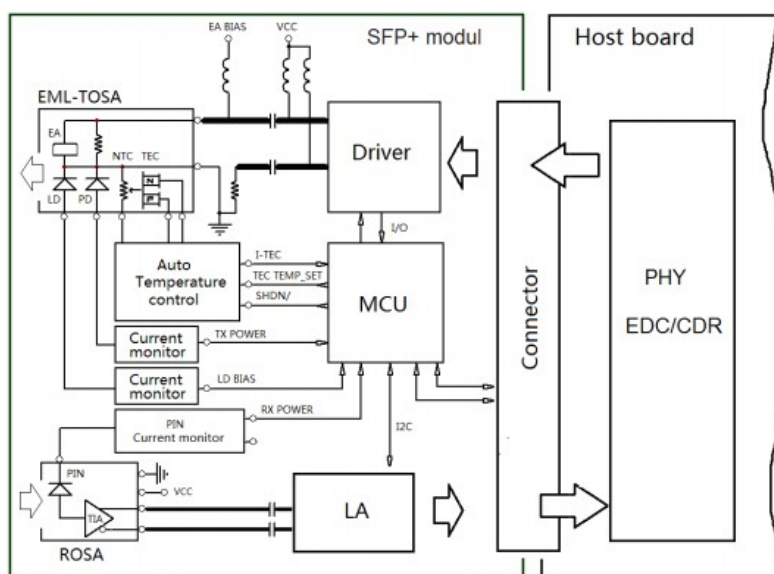 EA BIAS
VCC
SFP+ modul
Host board
EML-TOSA
EA
NTC TEC
N
P
LD
PD
Driver
I/O
Auto
Temperature
control
I-TEC
TEC TEMP_SET
SHDN/
MCU
Connector
PHY
EDC/CDR
Current
monitor
TX POWER
Current
monitor
LD BIAS
PIN
Current monitor
RX POWER
I2C
PIN
VCC
TIA
ROSA
LA